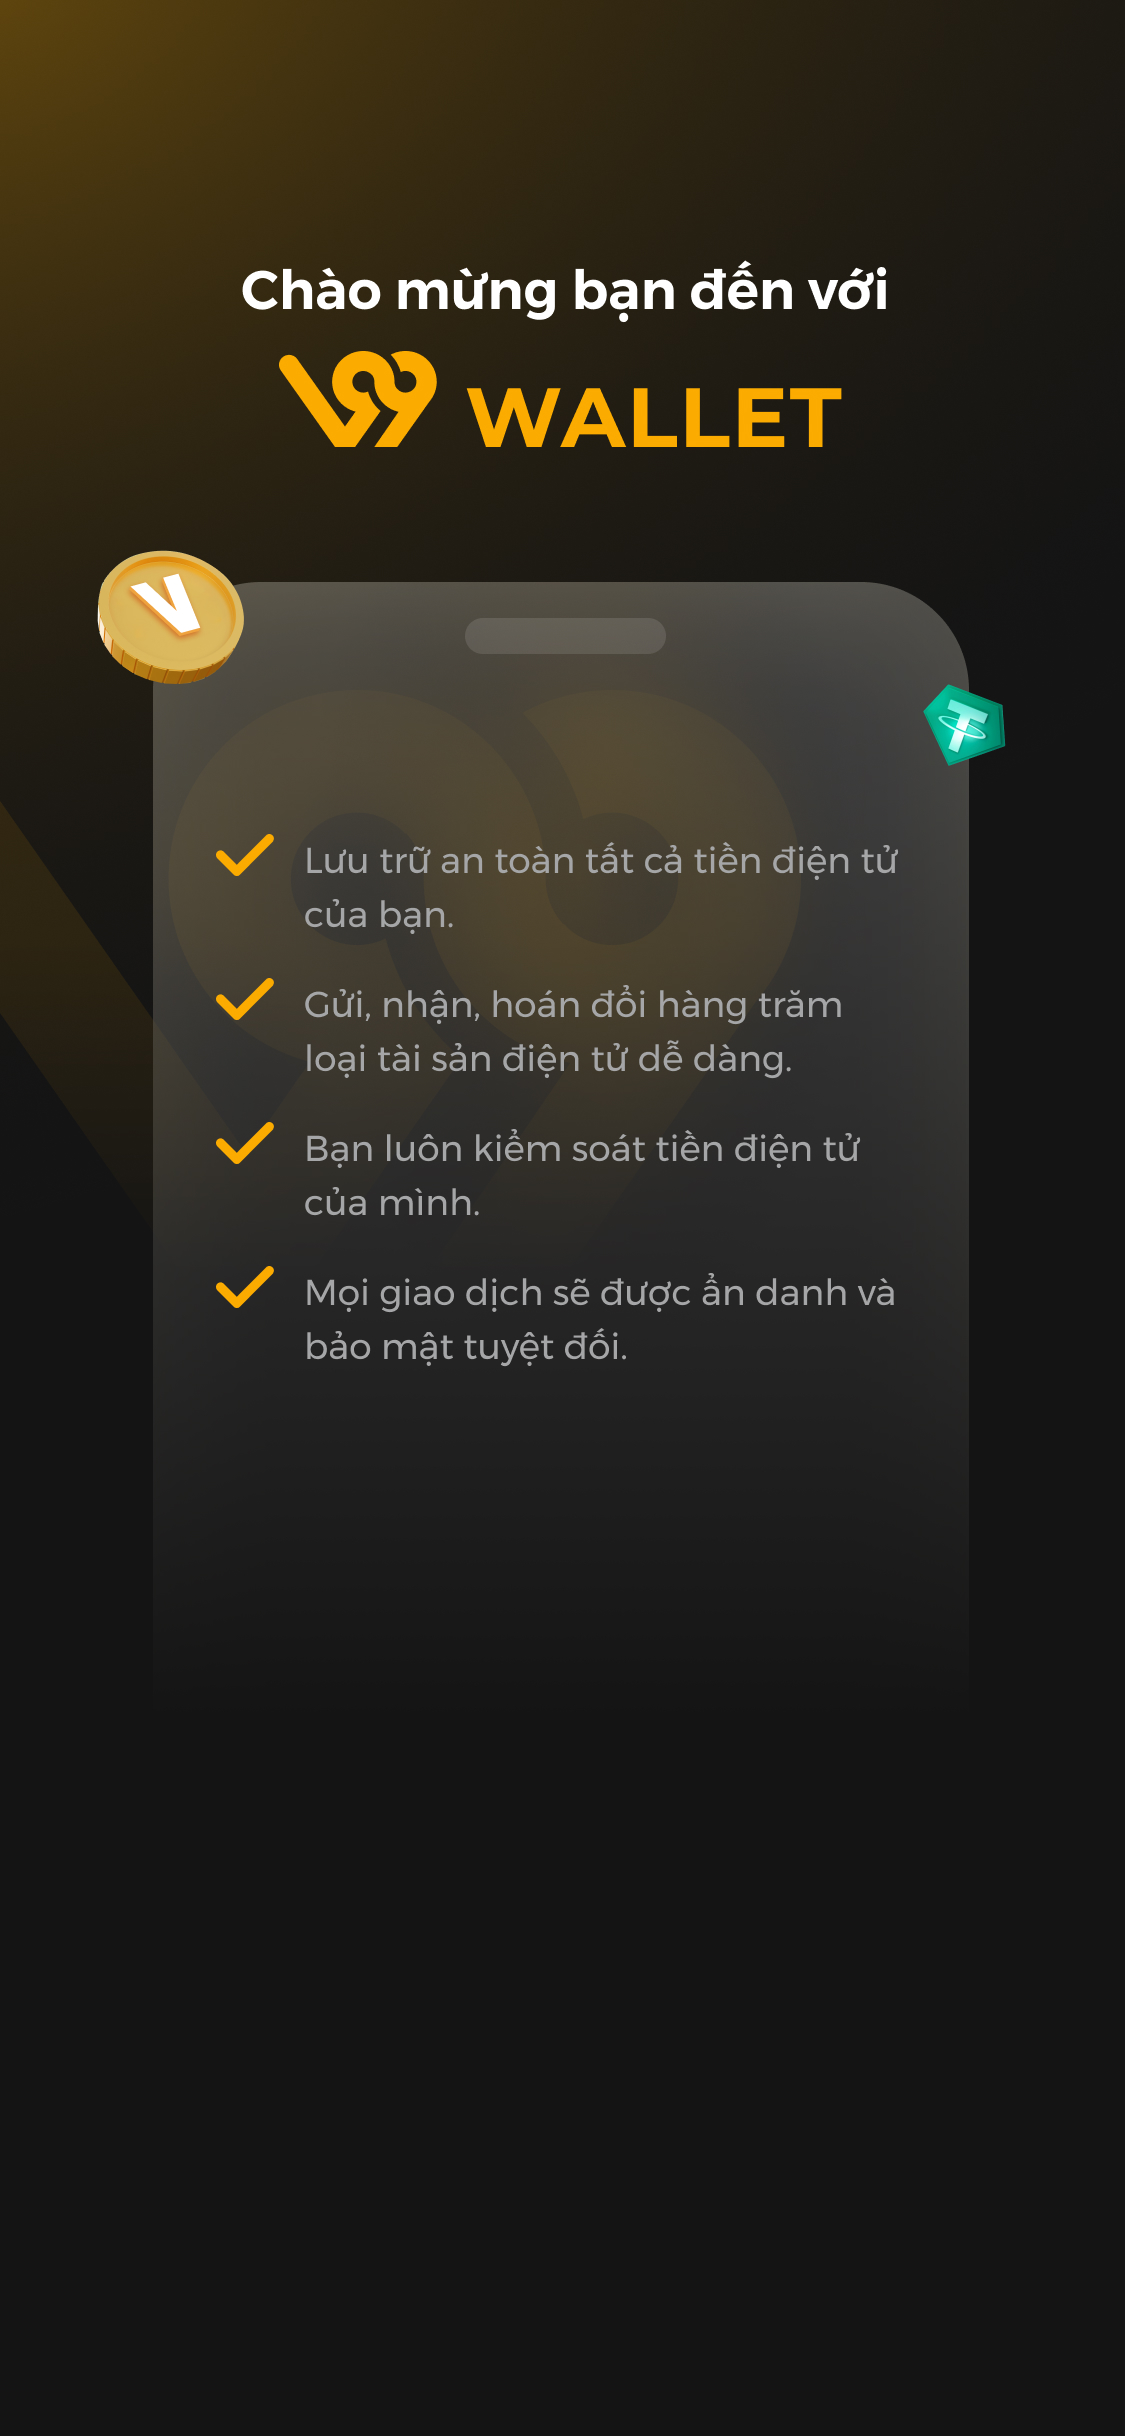 Chào mừng bạn đến với
V99 WALLET
V
T
Lưu trữ an toàn tất cả tiền điện tử
của bạn.
Gửi, nhận, hoán đổi hàng trăm
loại tài sản điện tử dễ dàng.
Bạn luôn kiểm soát tiền điện tử
của mình.
Mọi giao dịch sẽ được ẩn danh và
bảo mật tuyệt đối.